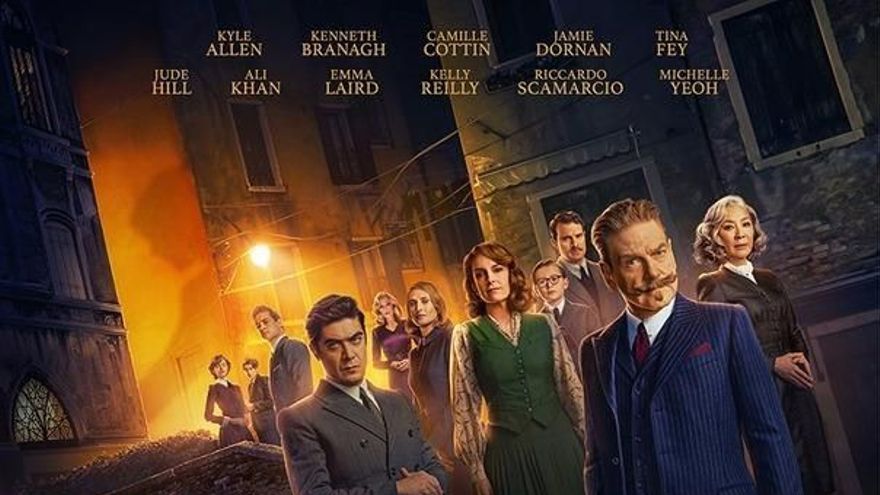 KYLE ALLEN KENNETH BRANAGH CAMILLE COTTIN JAMIE DORNAN TINA FEY
JUDE HILL ALI KHAN EMMA LAIRD KELLY REILLY RICCARDO SCAMARCIO MICHELLE YEOH